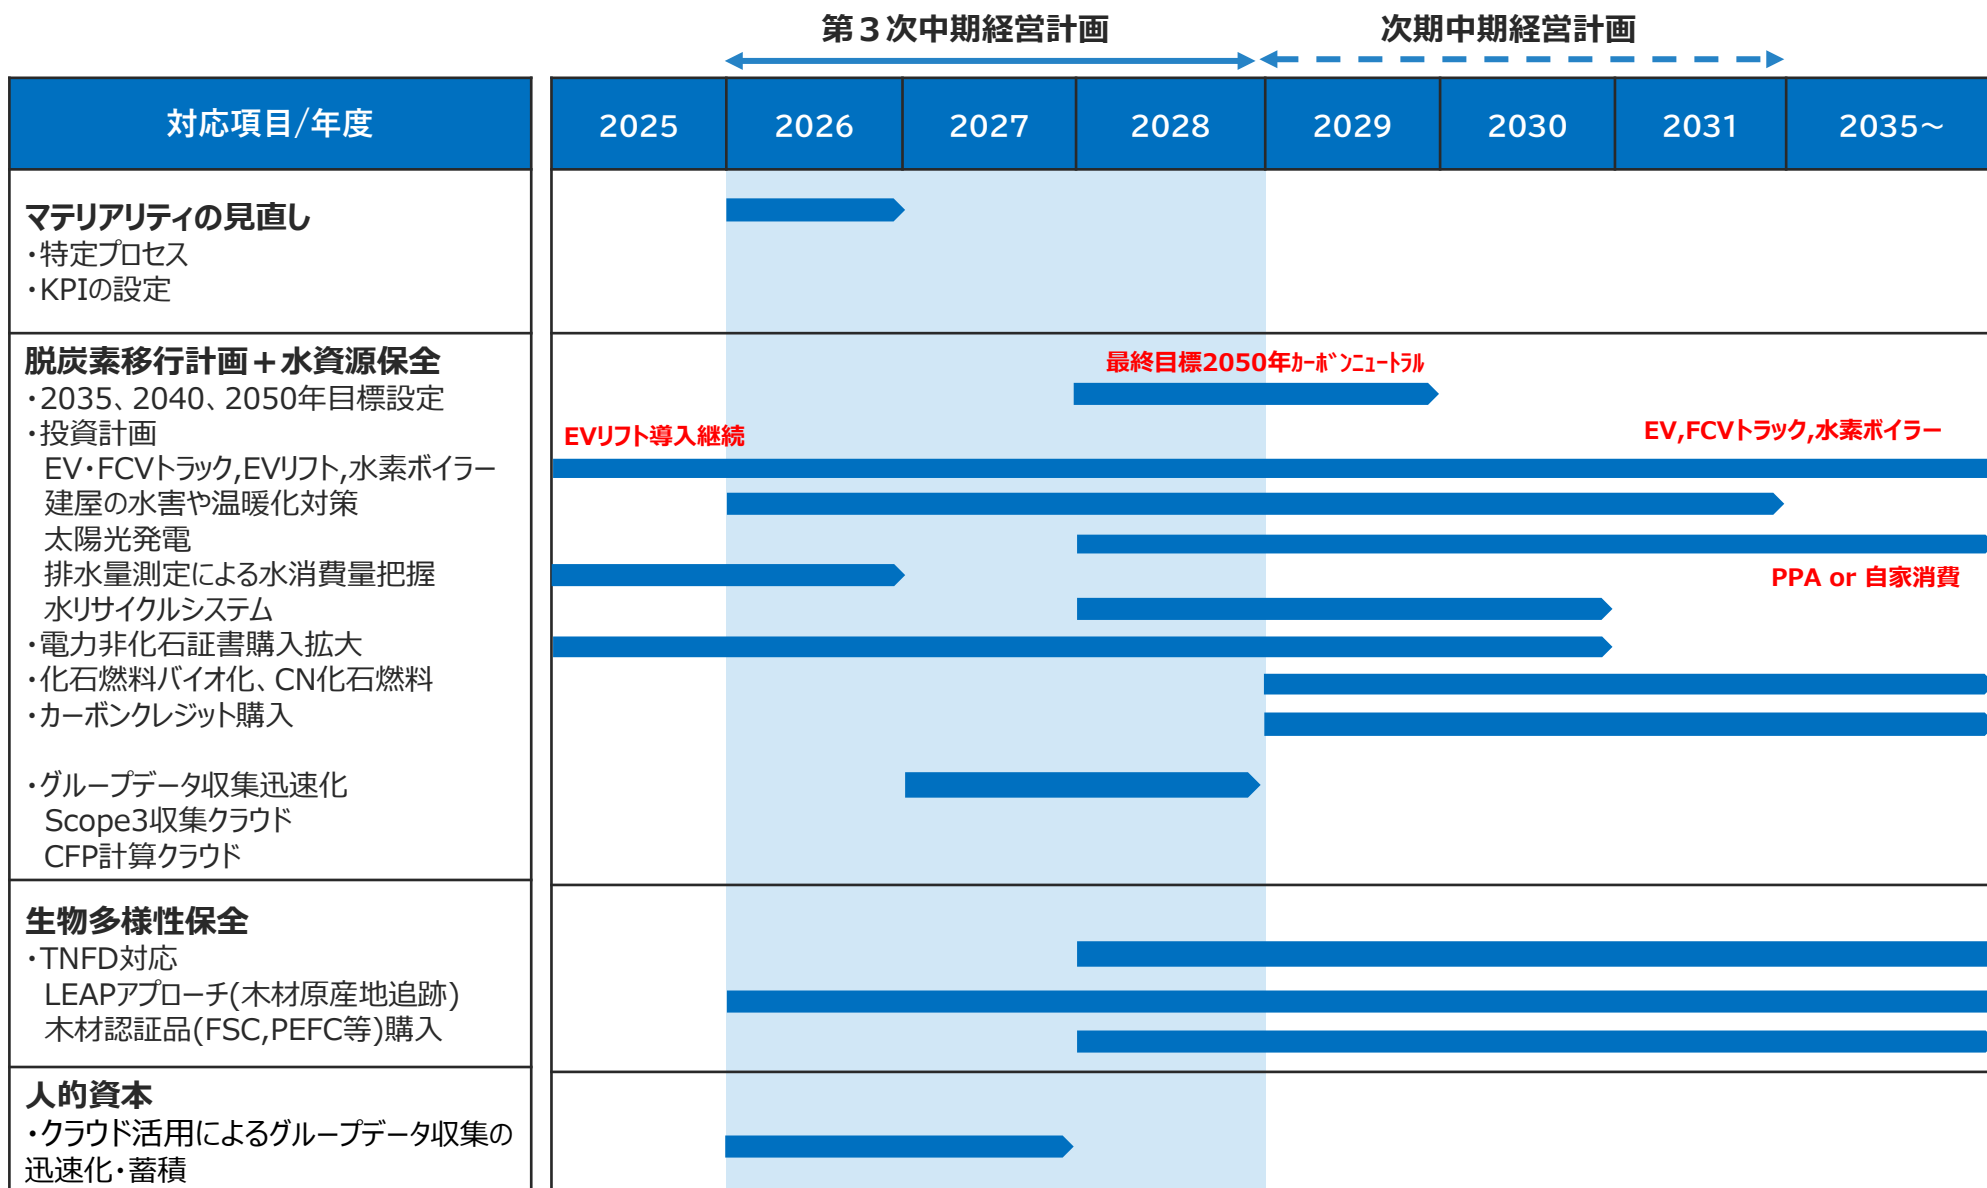 第３次中期経営計画
次期中期経営計画
対応項目/年度
2025
2026
2027
2028
2029
2030
2031
2035~
マテリアリティの見直し
・特定プロセス
・KPIの設定
脱炭素移行計画＋水資源保全
・2035、2040、2050年目標設定
・投資計画
EV・FCVトラック,EVリフト,水素ボイラー
建屋の水害や温暖化対策
太陽光発電
排水量測定による水消費量把握
水リサイクルシステム
・電力非化石証書購入拡大
・化石燃料バイオ化、CN化石燃料
・カーボンクレジット購入
・グループデータ収集迅速化
Scope3収集クラウド
CFP計算クラウド
最終目標2050年ｶｰﾎﾞﾝﾆｭｰﾄﾗﾙ
EVリフト導入継続
EV,FCVトラック,水素ボイラー
PPA or 自家消費
生物多様性保全
・TNFD対応
LEAPアプローチ(木材原産地追跡)
木材認証品(FSC,PEFC等)購入
人的資本
・クラウド活用によるグループデータ収集の
迅速化・蓄積